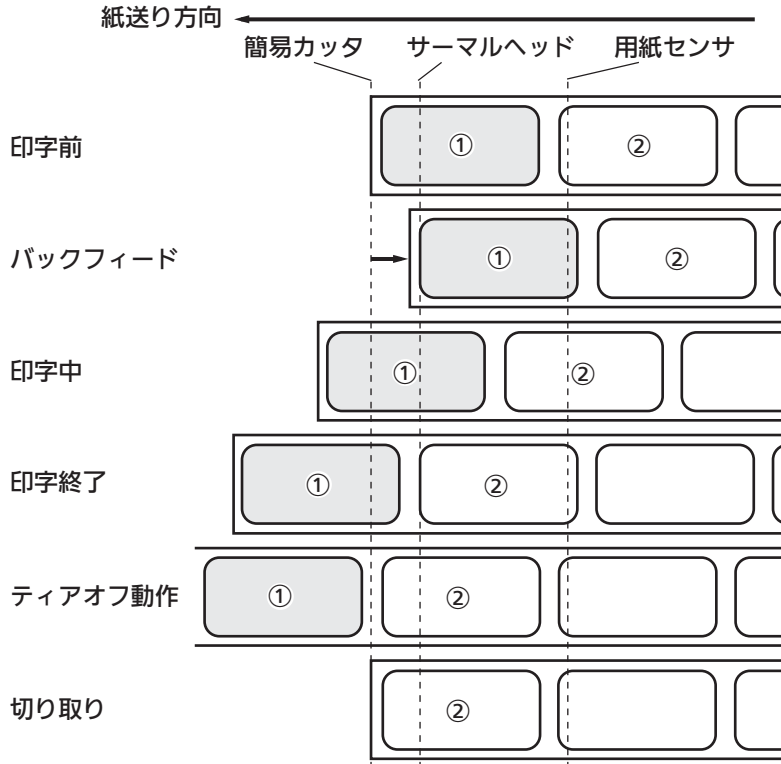 紙送り方向
簡易カッタ サーマルヘッド 用紙センサ
印字前 ① ②
バックフィード ① ②
印字中 ① ②
印字終了 ① ②
ティアオフ動作 ① ②
切り取り ②